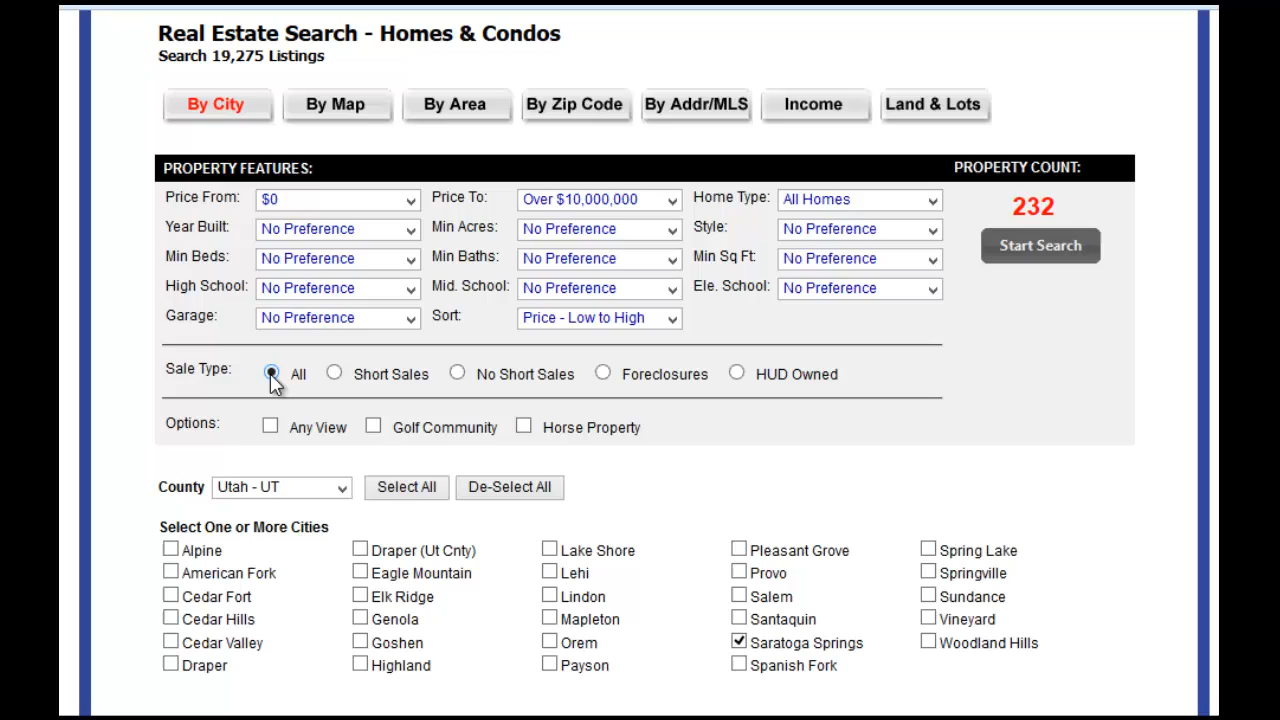 Real Estate Search - Homes & Condos
Search 19,275 Listings
By City By Map By Area By Zip Code By Addr/MLS Income Land & Lots
PROPERTY FEATURES: PROPERTY COUNT:
Price From: $0 Price To: Over $10,000,000 Home Type: All Homes 232
Year Built: No Preference Min Acres: No Preference Style: No Preference Start Search
Min Beds: No Preference Min Baths: No Preference Min Sq Ft: No Preference
High School: No Preference Mid. School: No Preference Ele. School: No Preference
Garage: No Preference Sort: Price - Low to High
Sale Type: All Short Sales No Short Sales Foreclosures HUD Owned
Options: Any View Golf Community Horse Property
County Utah - UT Select All De-Select All
Select One or More Cities
Alpine Draper (Ut Cnty) Lake Shore Pleasant Grove Spring Lake
American Fork Eagle Mountain Lehi Provo Springville
Cedar Fort Elk Ridge Lindon Salem Sundance
Cedar Hills Genola Mapleton Santaquin Vineyard
Cedar Valley Goshen Orem Saratoga Springs Woodland Hills
Draper Highland Payson Spanish Fork